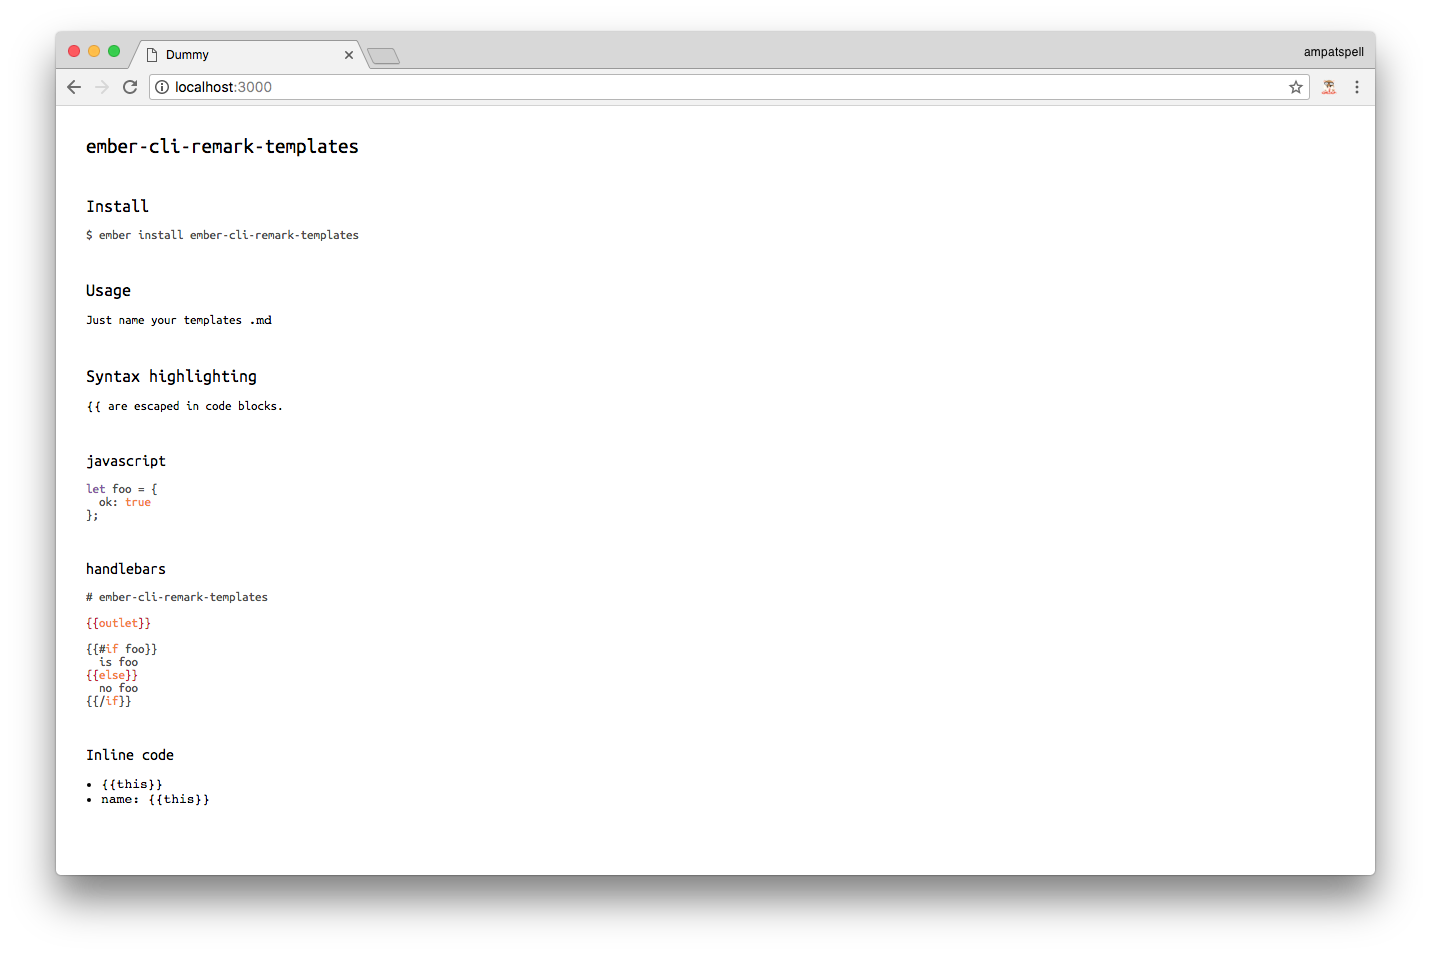 Dummy
ampatspell
localhost:3000
ember-cli-remark-templates
Install
$ ember install ember-cli-remark-templates
Usage
Just name your templates .md
Syntax highlighting
{{ are escaped in code blocks.
javascript
let foo = {
  ok: true
};
handlebars
# ember-cli-remark-templates
{{outlet}}
{{#if foo}}
  is foo
{{else}}
  no foo
{{/if}}
Inline code
• {{this}}
• name: {{this}}